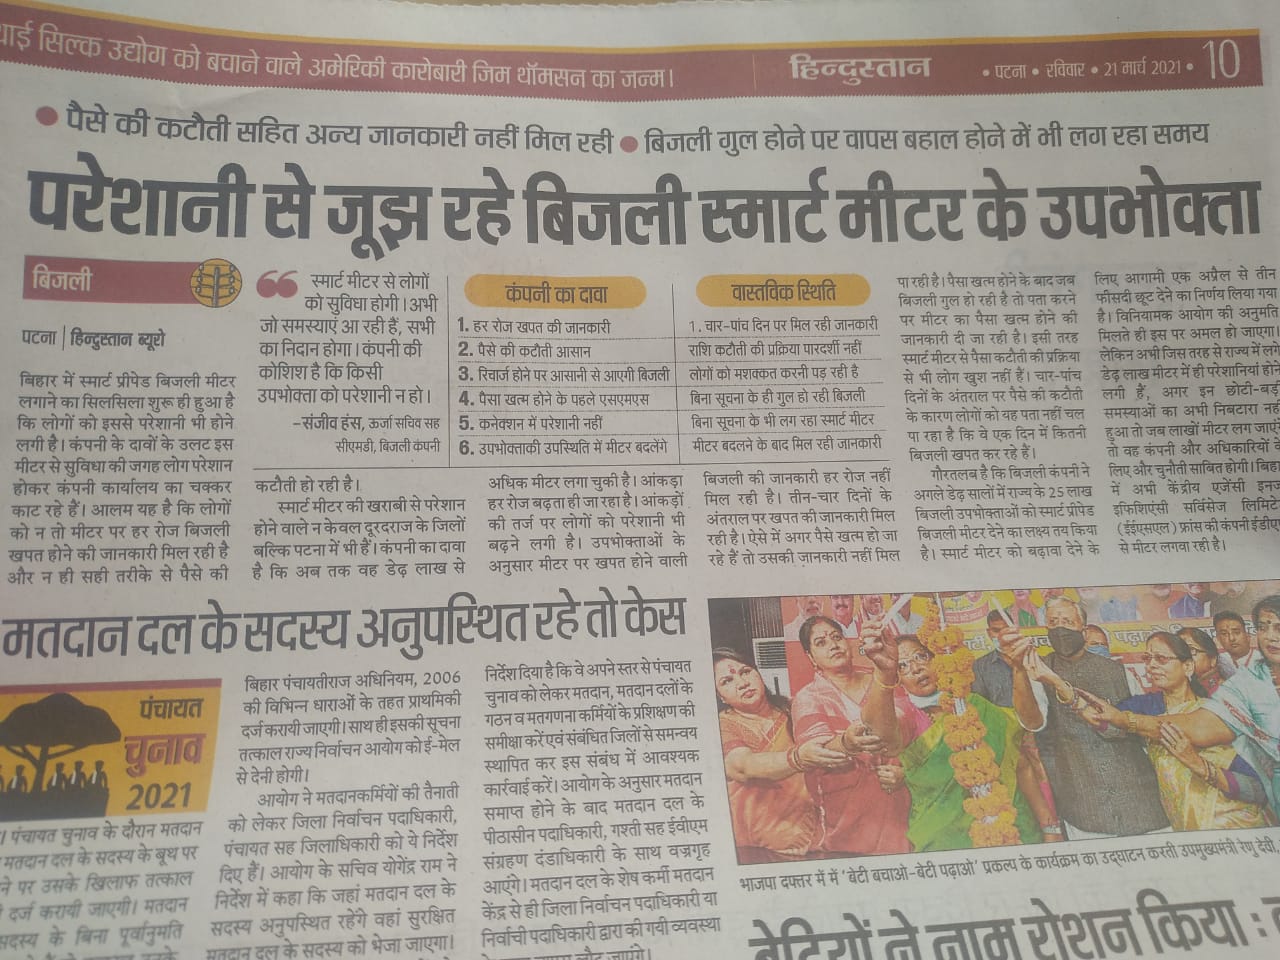 थाई सिल्क उद्योग को बचाने वाले अमेरिकी कारोबारी जिम थॉमसन का जन्म।
हिन्दुस्तान
• पटना • रविवार • 21 मार्च 2021 • 10
• पैसे की कटौती सहित अन्य जानकारी नहीं मिल रही • बिजली गुल होने पर वापस बहाल होने में भी लग रहा समय
परेशानी से जूझ रहे बिजली स्मार्ट मीटर के उपभोक्ता
बिजली
पटना | हिन्दुस्तान ब्यूरो
बिहार में स्मार्ट प्रीपेड बिजली मीटर
लगाने का सिलसिला शुरू ही हुआ है
कि लोगों को इससे परेशानी भी होने
लगी है। कंपनी के दावों के उलट इस
मीटर से सुविधा की जगह लोग परेशान
होकर कंपनी कार्यालय का चक्कर
काट रहे हैं। आलम यह है कि लोगों
को न तो मीटर पर हर रोज बिजली
खपत होने की जानकारी मिल रही है
और न ही सही तरीके से पैसे की
स्मार्ट मीटर से लोगों
को सुविधा होगी। अभी
जो समस्याएं आ रही हैं, सभी
का निदान होगा। कंपनी की
कोशिश है कि किसी
उपभोक्ता को परेशानी न हो।
-संजीव हंस, ऊर्जा सचिव सह
सीएमडी, बिजली कंपनी
कंपनी का दावा
1. हर रोज खपत की जानकारी
2. पैसे की कटौती आसान
3. रिचार्ज होने पर आसानी से आएगी बिजली
4. पैसा खत्म होने के पहले एसएमएस
5. कनेक्शन में परेशानी नहीं
6. उपभोक्ताकी उपस्थिति में मीटर बदलेंगे
वास्तविक स्थिति
1. चार-पांच दिन पर मिल रही जानकारी
राशि कटौती की प्रक्रिया पारदर्शी नहीं
लोगों को मशक्कत करनी पड़ रही है
बिना सूचना के ही गुल हो रही बिजली
बिना सूचना के भी लग रहा स्मार्ट मीटर
मीटर बदलने के बाद मिल रही जानकारी
कटौती हो रही है।
स्मार्ट मीटर की खराबी से परेशान
होने वाले न केवल दूरदराज के जिलों
बल्कि पटना में भी हैं। कंपनी का दावा
है कि अब तक वह डेढ़ लाख से
अधिक मीटर लगा चुकी है। आंकड़ा
हर रोज बढ़ता ही जा रहा है। आंकड़ों
की तर्ज पर लोगों को परेशानी भी
बढ़ने लगी है। उपभोक्ताओं के
अनुसार मीटर पर खपत होने वाली
बिजली की जानकारी हर रोज नहीं
मिल रही है। तीन-चार दिनों के
अंतराल पर खपत की जानकारी मिल
रही है। ऐसे में अगर पैसे खत्म हो जा
रहे हैं तो उसकी जानकारी नहीं मिल
पा रही है। पैसा खत्म होने के बाद जब
बिजली गुल हो रही है तो पता करने
पर मीटर का पैसा खत्म होने की
जानकारी दी जा रही है। इसी तरह
स्मार्ट मीटर से पैसा कटौती की प्रक्रिया
से भी लोग खुश नहीं हैं। चार-पांच
दिनों के अंतराल पर पैसे की कटौती
के कारण लोगों को यह पता नहीं चल
पा रहा है कि वे एक दिन में कितनी
बिजली खपत कर रहे हैं।
गौरतलब है कि बिजली कंपनी ने
अगले डेढ़ सालों में राज्य के 25 लाख
बिजली उपभोक्ताओं को स्मार्ट प्रीपेड
बिजली मीटर देने का लक्ष्य तय किया
है। स्मार्ट मीटर को बढ़ावा देने के
लिए आगामी एक अप्रैल से तीन
फीसदी छूट देने का निर्णय लिया गया
है। विनियामक आयोग की अनुमति
मिलते ही इस पर अमल हो जाएगा।
लेकिन अभी जिस तरह से राज्य में लगे
डेढ़ लाख मीटर में ही परेशानियां होने
लगी हैं, अगर इन छोटी-बड़ी
समस्याओं का अभी निबटारा नहीं
हुआ तो जब लाखों मीटर लग जाएंगे
तो वह कंपनी और अधिकारियों के
लिए और चुनौती साबित होगी। बिहार
में अभी केंद्रीय एजेंसी इनर्जी
इफिशिएंसी सर्विसेज लिमिटेड
(ईईएसएल) फ्रांस की कंपनी ईडीएफ
से मीटर लगवा रही है।
मतदान दल के सदस्य अनुपस्थित रहे तो केस
पंचायत
चुनाव
2021
पंचायत चुनाव के दौरान मतदान
मतदान दल के सदस्य के बूथ पर
ने पर उसके खिलाफ तत्काल
दर्ज करायी जाएगी। मतदान
सदस्य के बिना पूर्वानुमति
बिहार पंचायतीराज अधिनियम, 2006
की विभिन्न धाराओं के तहत प्राथमिकी
दर्ज करायी जाएगी। साथ ही इसकी सूचना
तत्काल राज्य निर्वाचन आयोग को ई-मेल
से देनी होगी।
आयोग ने मतदानकर्मियों की तैनाती
को लेकर जिला निर्वाचन पदाधिकारी,
पंचायत सह जिलाधिकारी को ये निर्देश
दिए हैं। आयोग के सचिव योगेंद्र राम ने
निर्देश में कहा कि जहां मतदान दल के
सदस्य अनुपस्थित रहेंगे वहां सुरक्षित
मतदान दल के सदस्य को भेजा जाएगा।
निर्देश दिया है कि वे अपने स्तर से पंचायत
चुनाव को लेकर मतदान, मतदान दलों के
गठन व मतगणना कर्मियों के प्रशिक्षण की
समीक्षा करें एवं संबंधित जिलों से समन्वय
स्थापित कर इस संबंध में आवश्यक
कार्रवाई करें। आयोग के अनुसार मतदान
समाप्त होने के बाद मतदान दल के
पीठासीन पदाधिकारी, गश्ती सह ईवीएम
संग्रहण दंडाधिकारी के साथ वज्रगृह
आएंगे। मतदान दल के शेष कर्मी मतदान
केंद्र से ही जिला निर्वाचन पदाधिकारी या
निर्वाची पदाधिकारी द्वारा की गयी व्यवस्था
भाजपा दफ्तर में में 'बेटी बचाओ-बेटी पढ़ाओ' प्रकल्प के कार्यक्रम का उद्घाटन करती उपमुख्यमंत्री रेणु देवी,
बेटियों ने नाम रोशन किया :